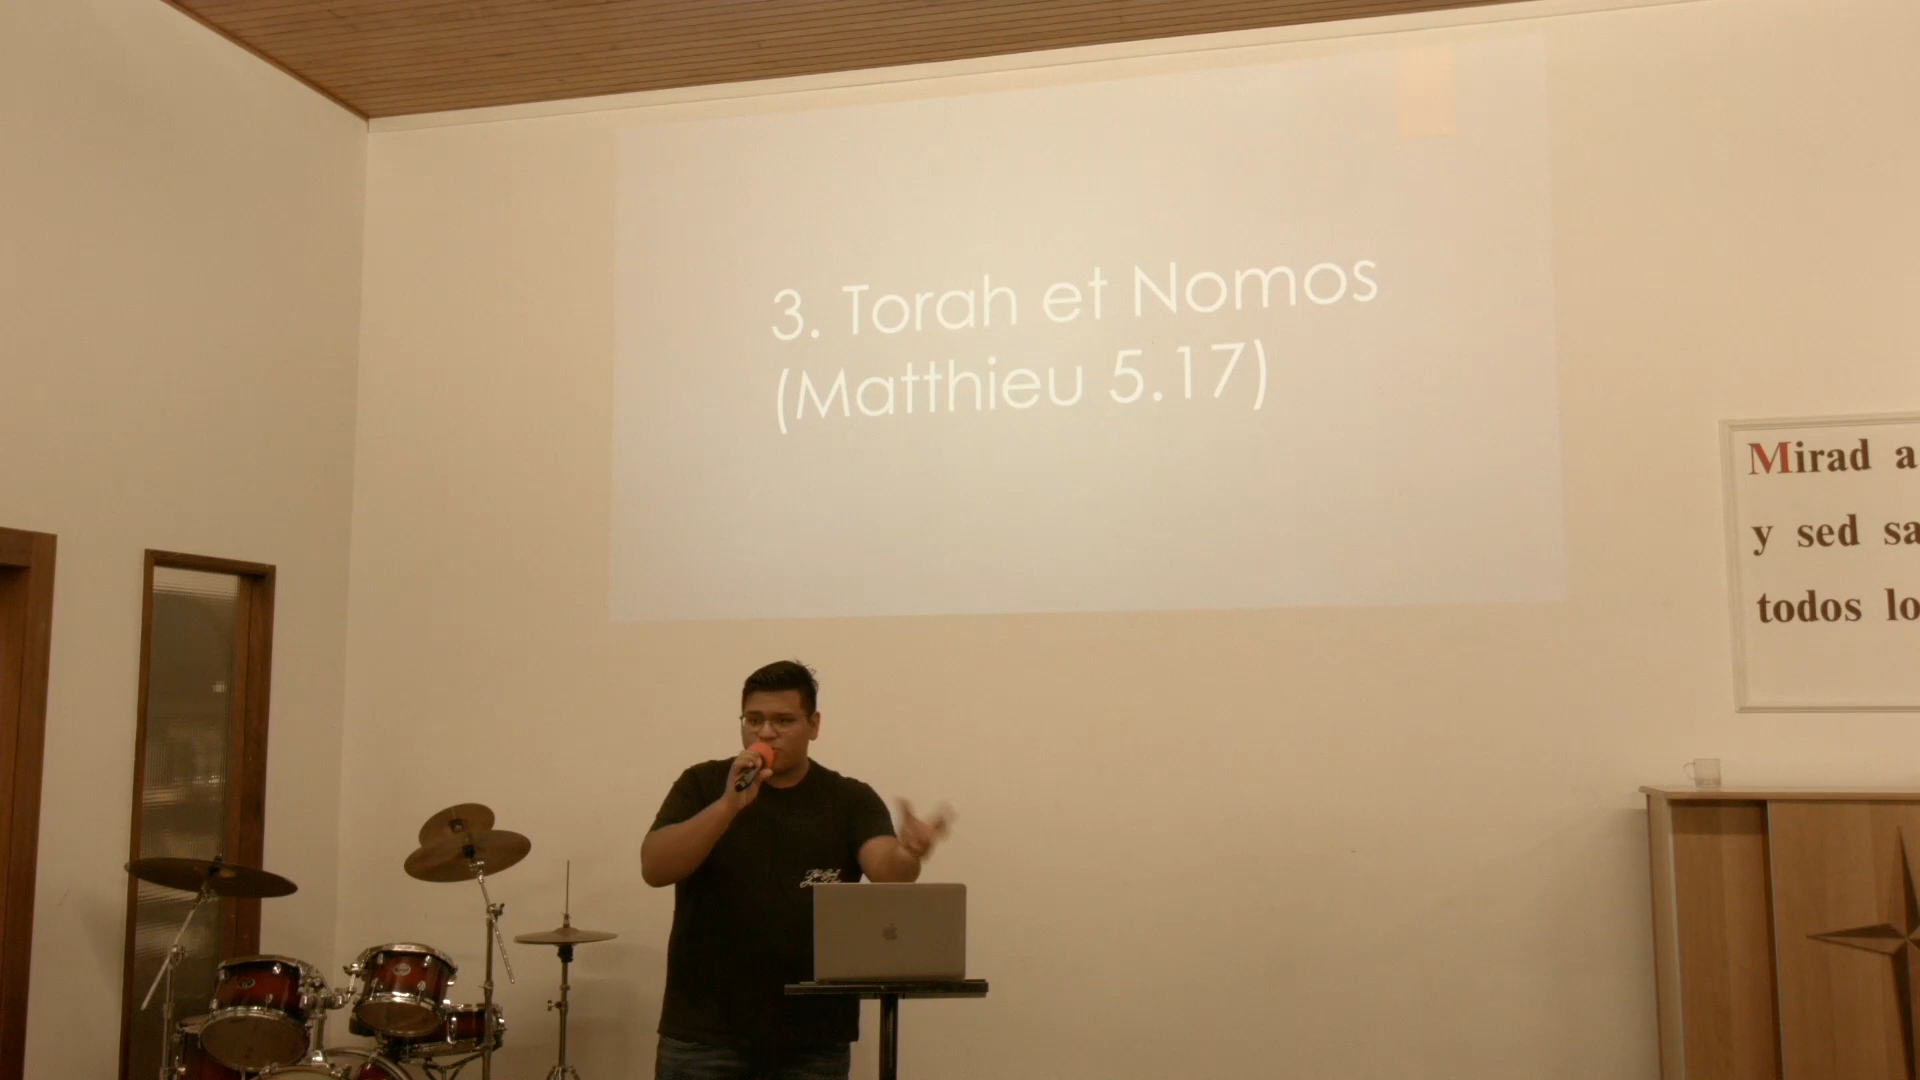 3. Torah et Nomos
(Matthieu 5.17)
Mirad a
y sed sa
todos lo